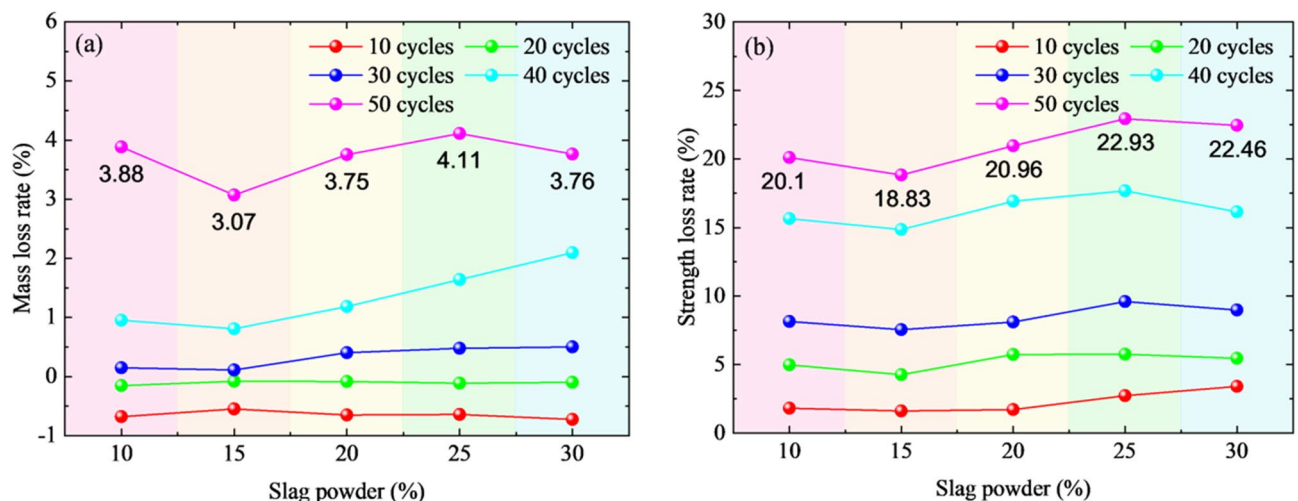 (a)
10 cycles 20 cycles
30 cycles 40 cycles
50 cycles
Mass loss rate (%)
6
5
4
3
2
1
0
-1
3.88
3.07
3.75
4.11
3.76
10 15 20 25 30
Slag powder (%)
(b)
10 cycles 20 cycles
30 cycles 40 cycles
50 cycles
Strength loss rate (%)
30
25
20
15
10
5
0
20.1
18.83
20.96
22.93
22.46
10 15 20 25 30
Slag powder (%)